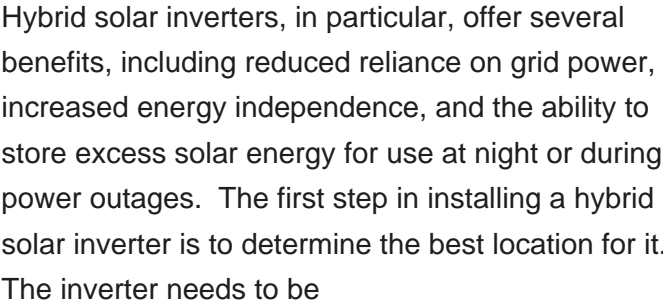 Hybrid solar inverters, in particular, offer several
benefits, including reduced reliance on grid power,
increased energy independence, and the ability to
store excess solar energy for use at night or during
power outages.  The first step in installing a hybrid
solar inverter is to determine the best location for it.
The inverter needs to be